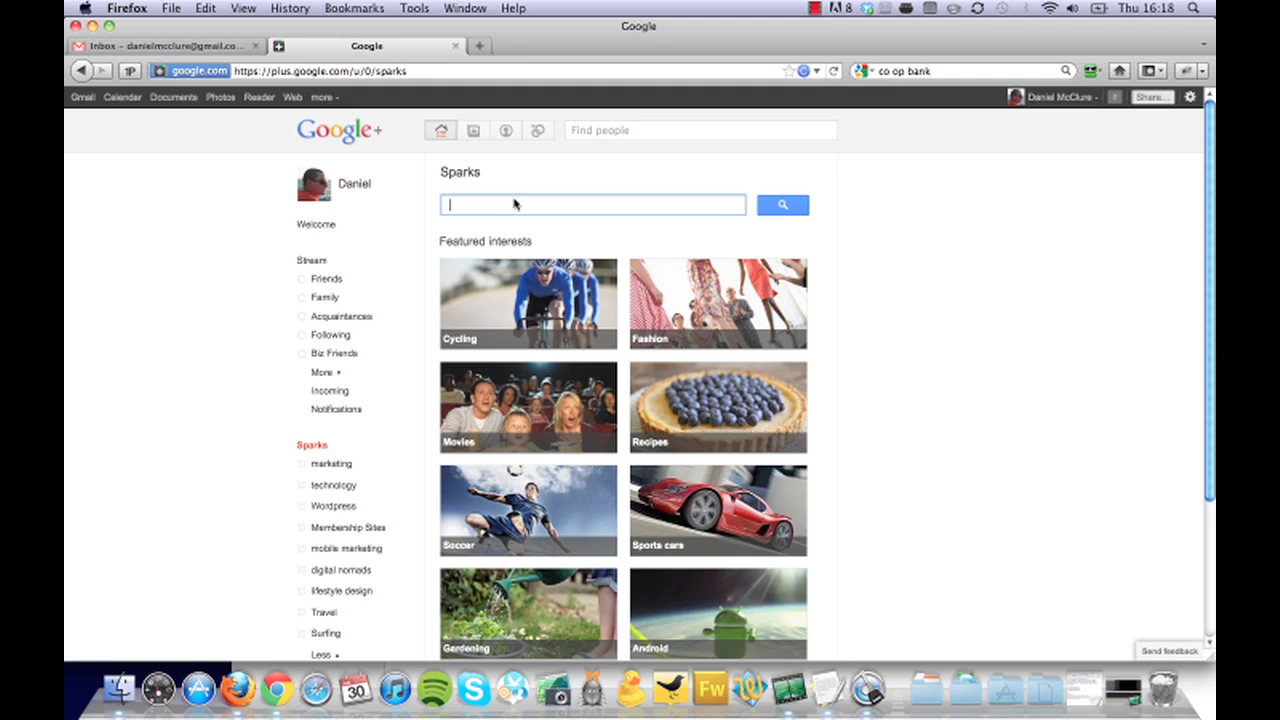 Firefox File Edit View History Bookmarks Tools Window Help 8 Thu 16:18
Google
Inbox – danielmcclure@gmail.co...
Google
google.com https://plus.google.com/u/0/sparks
co op bank
Gmail Calendar Documents Photos Reader Web more
Daniel McClure
Share...
Google+
Find people
Daniel
Welcome
Stream
Friends
Family
Acquaintances
Following
Biz Friends
More
Incoming
Notifications
Sparks
marketing
technology
Wordpress
Membership Sites
mobile marketing
digital nomads
lifestyle design
Travel
Surfing
Less
Sparks
Featured interests
Cycling
Fashion
Movies
Recipes
Soccer
Sports cars
Gardening
Android
Send feedback
30
Fw